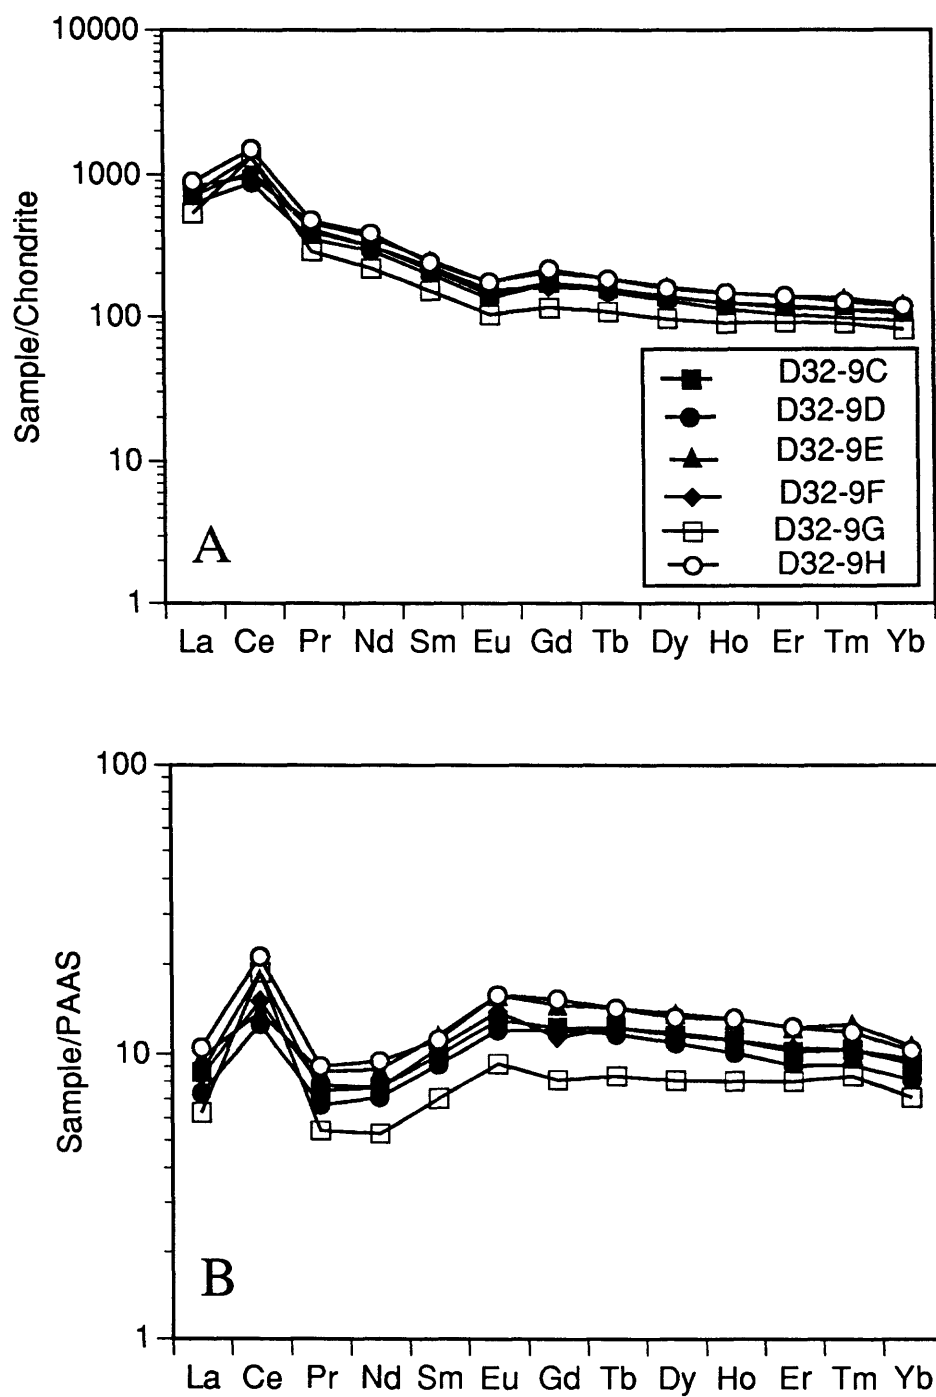 10000
1000
100
10
1
Sample/Chondrite
D32-9C
D32-9D
D32-9E
D32-9F
D32-9G
D32-9H
A
La Ce Pr Nd Sm Eu Gd Tb Dy Ho Er Tm Yb
100
10
1
Sample/PAAS
B
La Ce Pr Nd Sm Eu Gd Tb Dy Ho Er Tm Yb